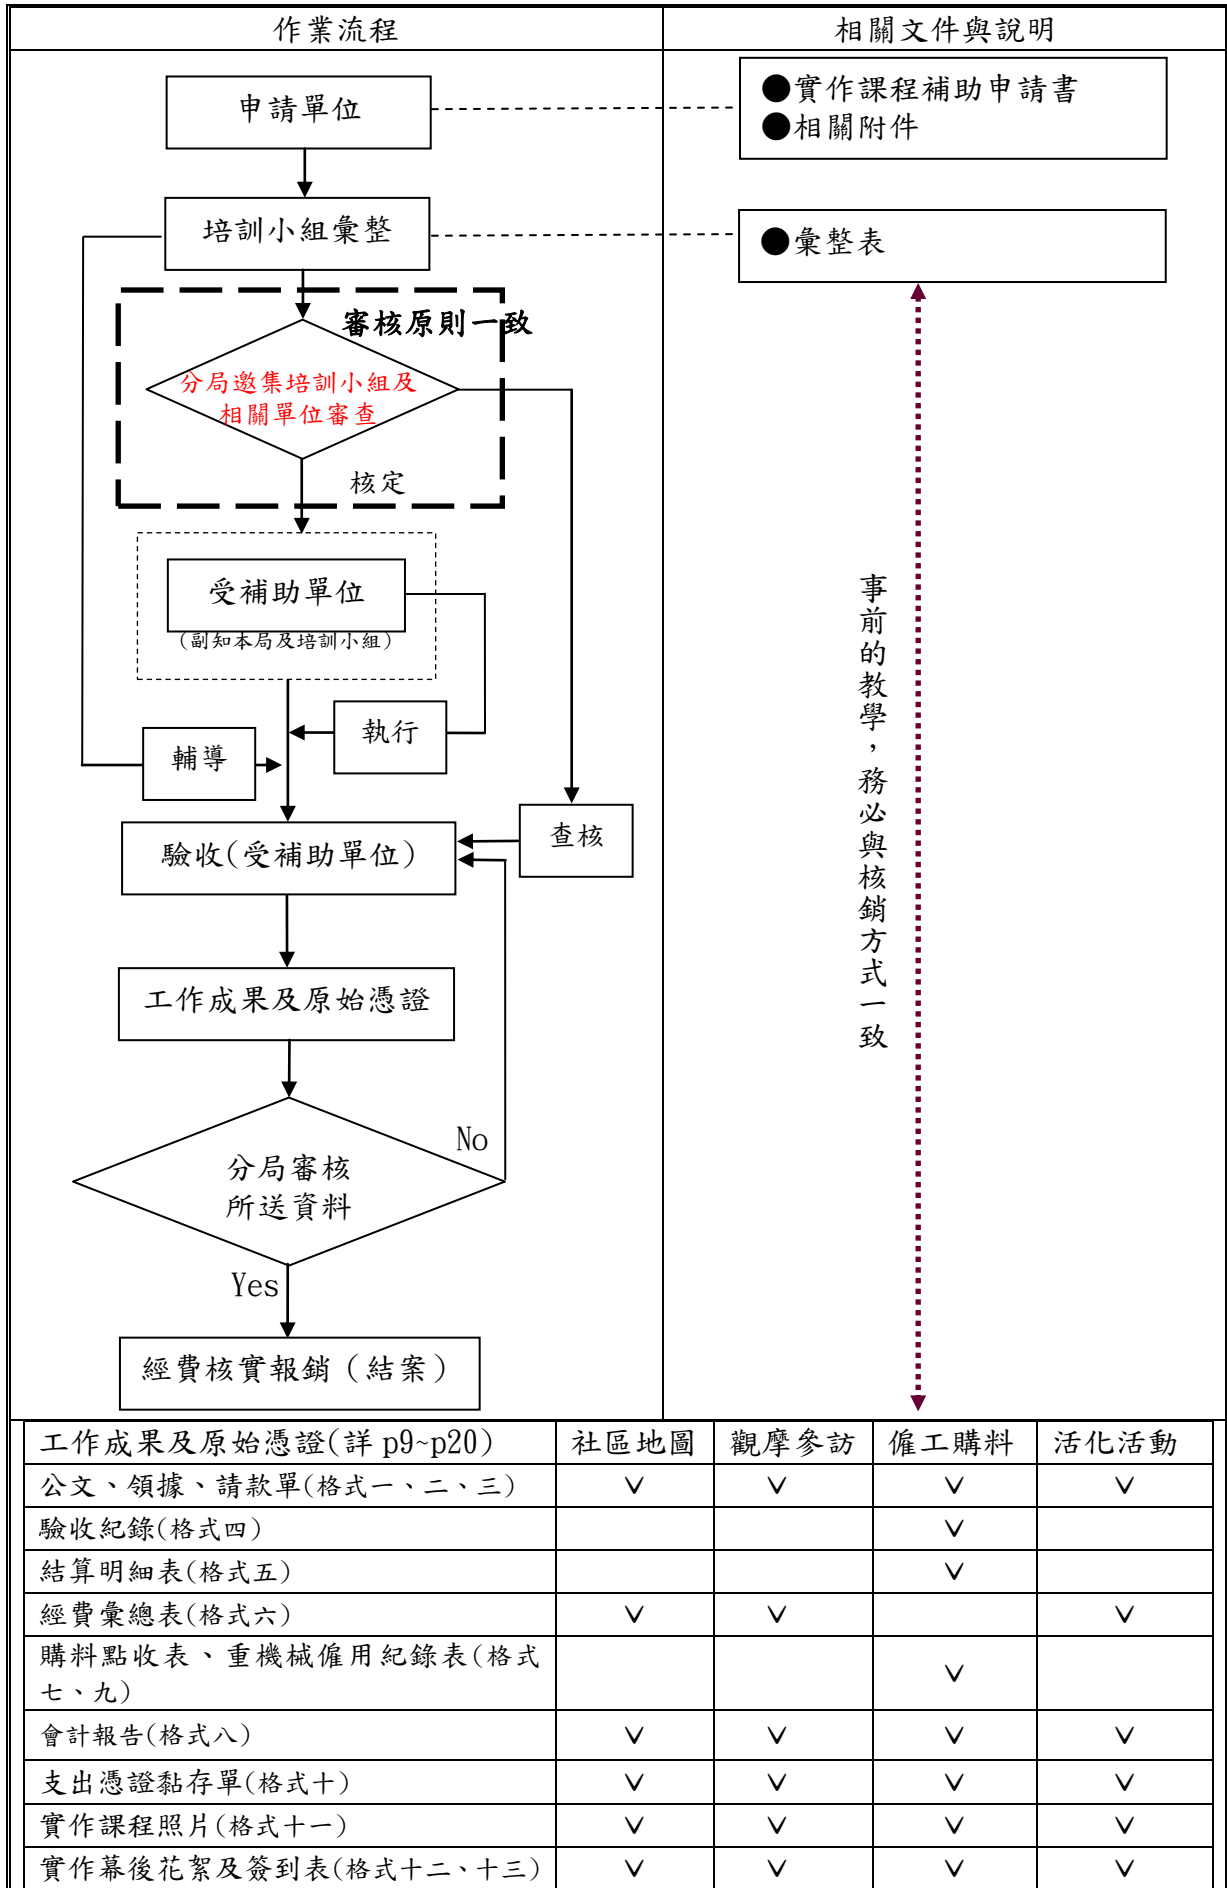 作業流程
相關文件與說明
申請單位
●實作課程補助申請書
●相關附件
培訓小組彙整
●彙整表
審核原則一致
分局邀集培訓小組及
相關單位審查
核定
受補助單位
(副知本局及培訓小組)
執行
輔導
查核
驗收(受補助單位)
工作成果及原始憑證
分局審核
所送資料
No
Yes
經費核實報銷（結案）
事前的教學，務必與核銷方式一致
工作成果及原始憑證(詳 p9~p20) 社區地圖 觀摩參訪 僱工購料 活化活動
公文、領據、請款單(格式一、二、三) ∨ ∨ ∨ ∨
驗收紀錄(格式四) ∨
結算明細表(格式五) ∨
經費彙總表(格式六) ∨ ∨ ∨
購料點收表、重機械僱用紀錄表(格式
七、九) ∨
會計報告(格式八) ∨ ∨ ∨ ∨
支出憑證黏存單(格式十) ∨ ∨ ∨ ∨
實作課程照片(格式十一) ∨ ∨ ∨ ∨
實作幕後花絮及簽到表(格式十二、十三) ∨ ∨ ∨ ∨